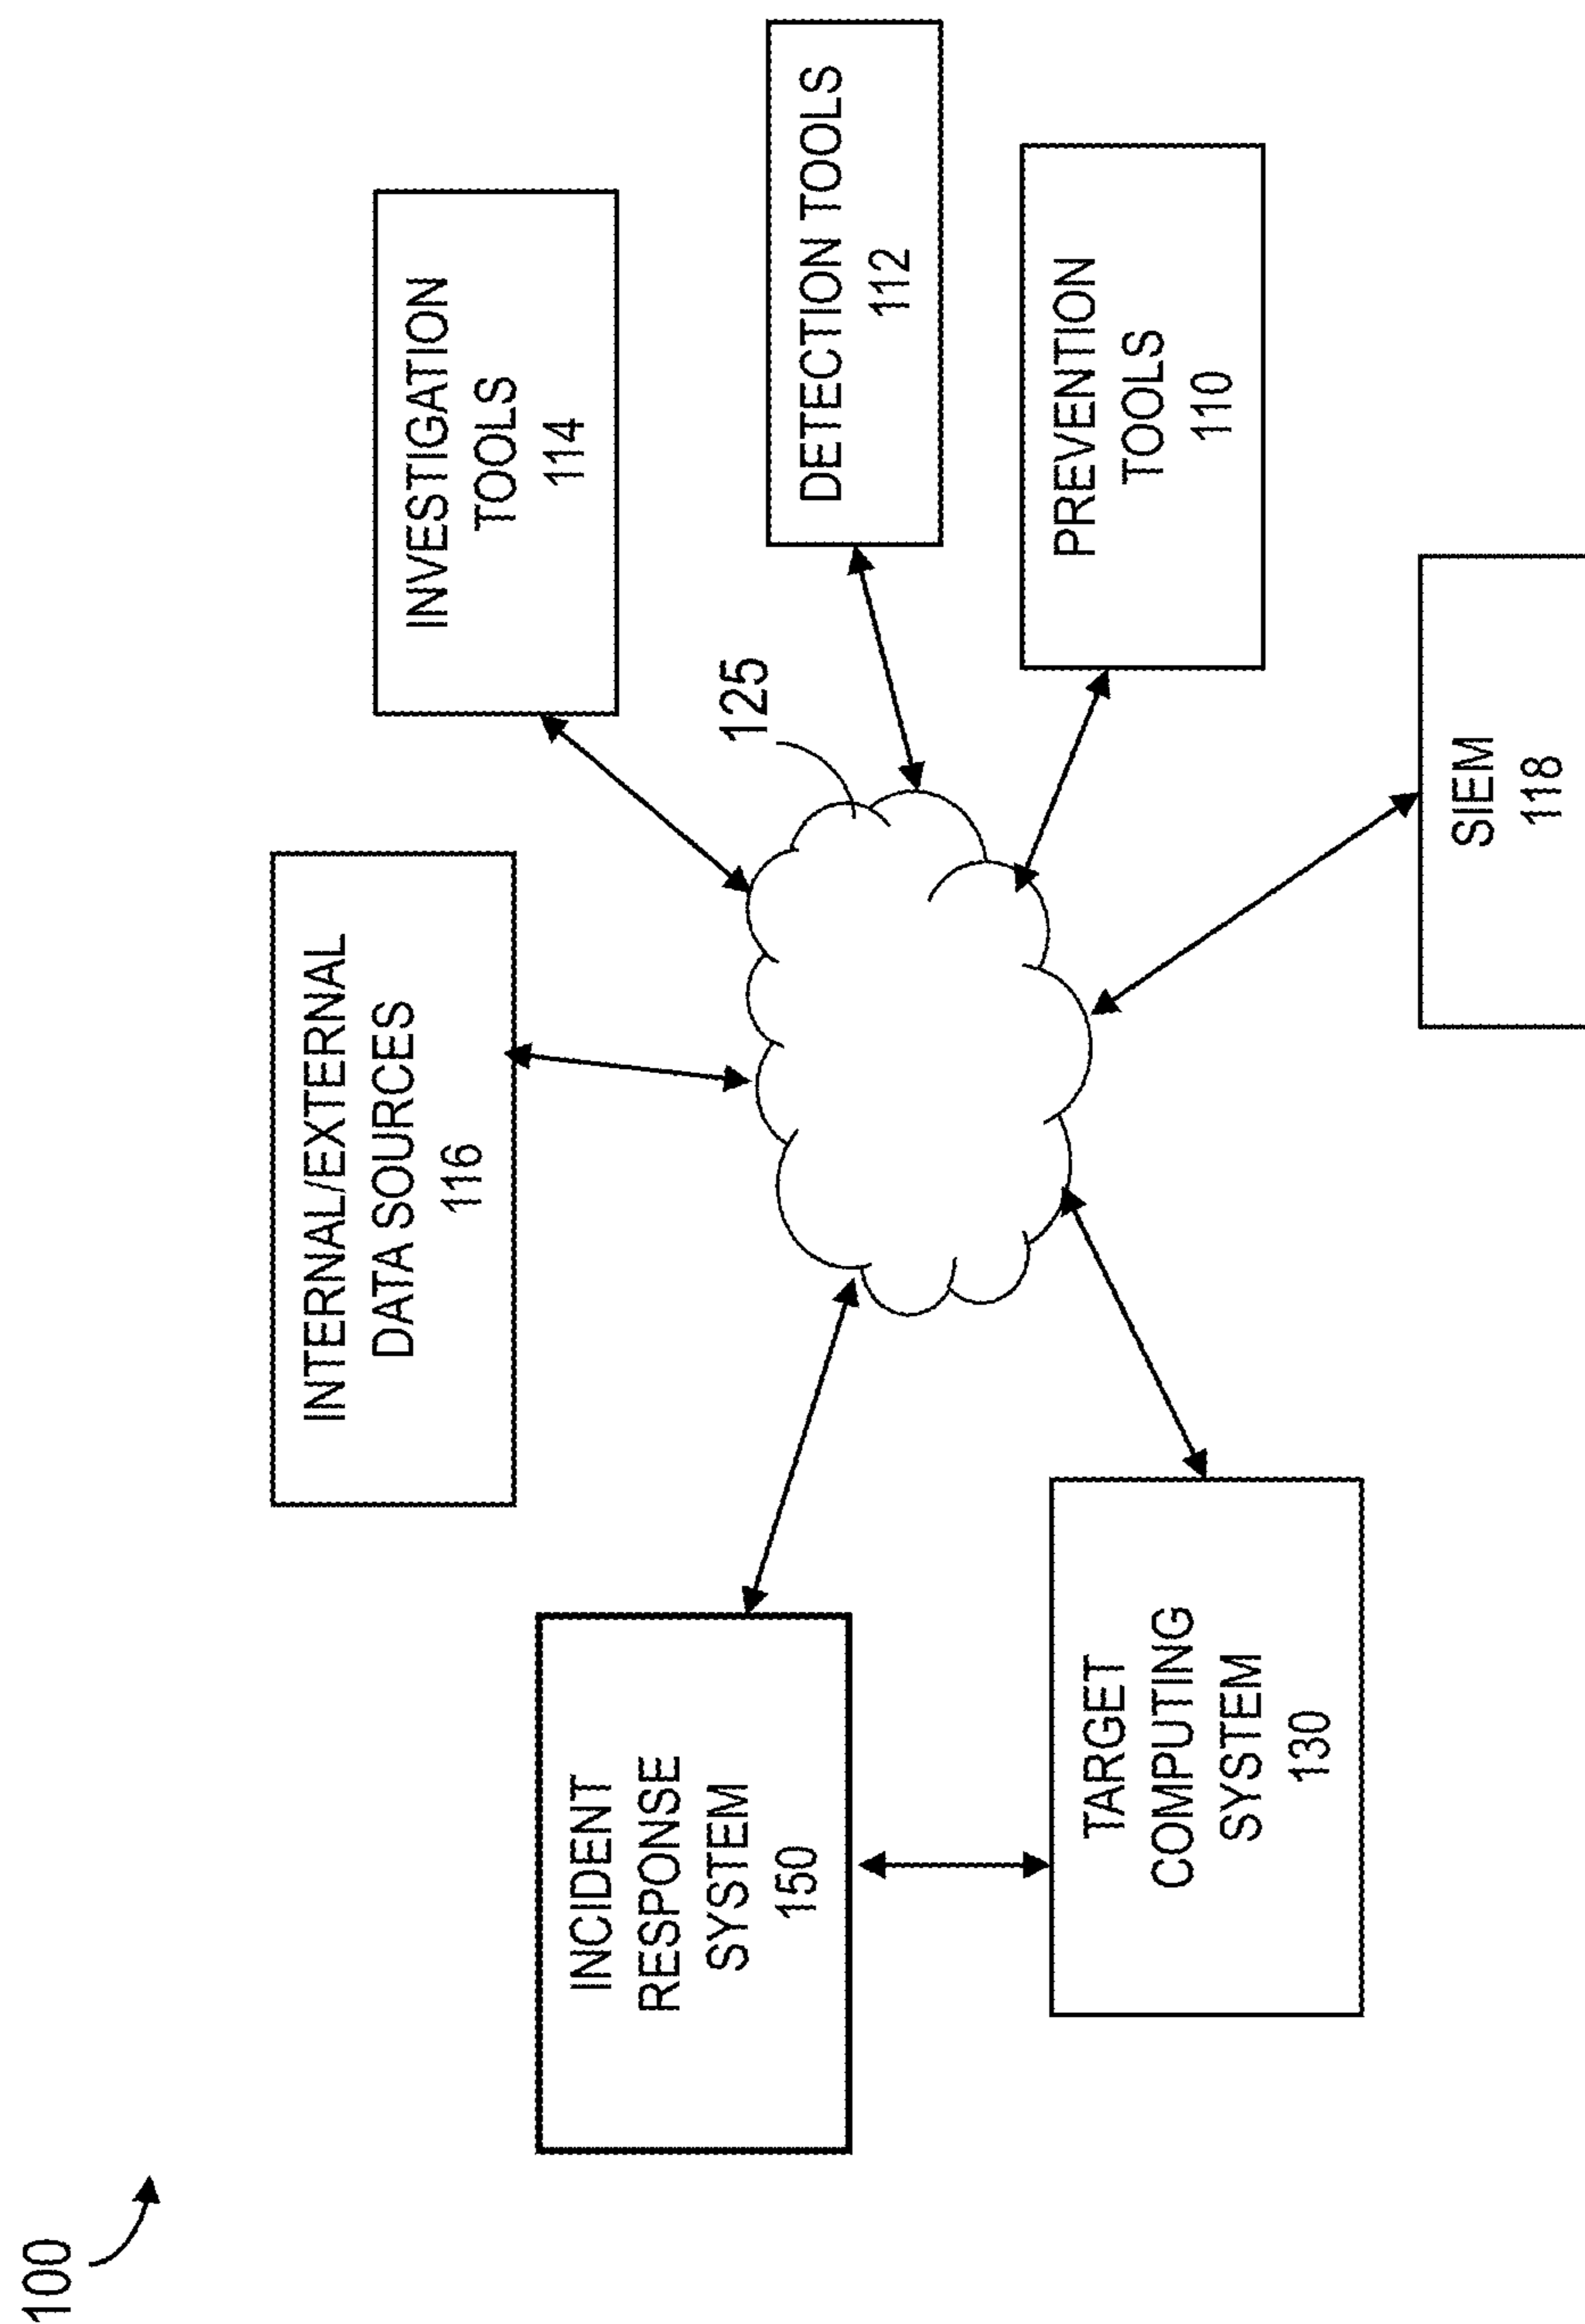 100
INTERNAL/EXTERNAL
DATA SOURCES
116
INVESTIGATION
TOOLS
114
INCIDENT
RESPONSE
SYSTEM
150
125
DETECTION TOOLS
112
TARGET
COMPUTING
SYSTEM
130
PREVENTION
TOOLS
110
SIEM
118